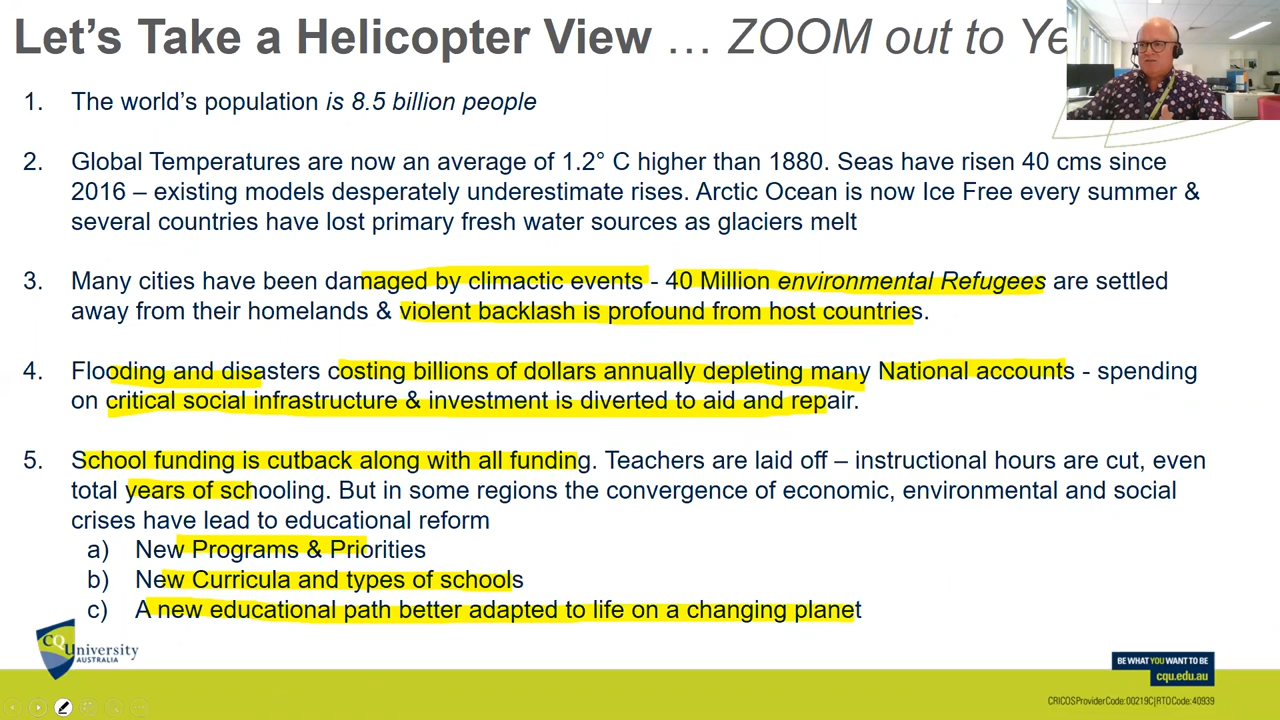 Let's Take a Helicopter View … ZOOM out to
1. The world's population is 8.5 billion people
2. Global Temperatures are now an average of 1.2° C higher than 1880. Seas have risen 40 cms since
2016 – existing models desperately underestimate rises. Arctic Ocean is now Ice Free every summer &
several countries have lost primary fresh water sources as glaciers melt
3. Many cities have been damaged by climactic events - 40 Million environmental Refugees are settled
away from their homelands & violent backlash is profound from host countries.
4. Flooding and disasters costing billions of dollars annually depleting many National accounts - spending
on critical social infrastructure & investment is diverted to aid and repair.
5. School funding is cutback along with all funding. Teachers are laid off – instructional hours are cut, even
total years of schooling. But in some regions the convergence of economic, environmental and social
crises have lead to educational reform
a) New Programs & Priorities
b) New Curricula and types of schools
c) A new educational path better adapted to life on a changing planet
CQUniversity
AUSTRALIA
BE WHAT YOU WANT TO BE
cqu.edu.au
CRICOS Provider Code: 00219C | RTO Code: 40939